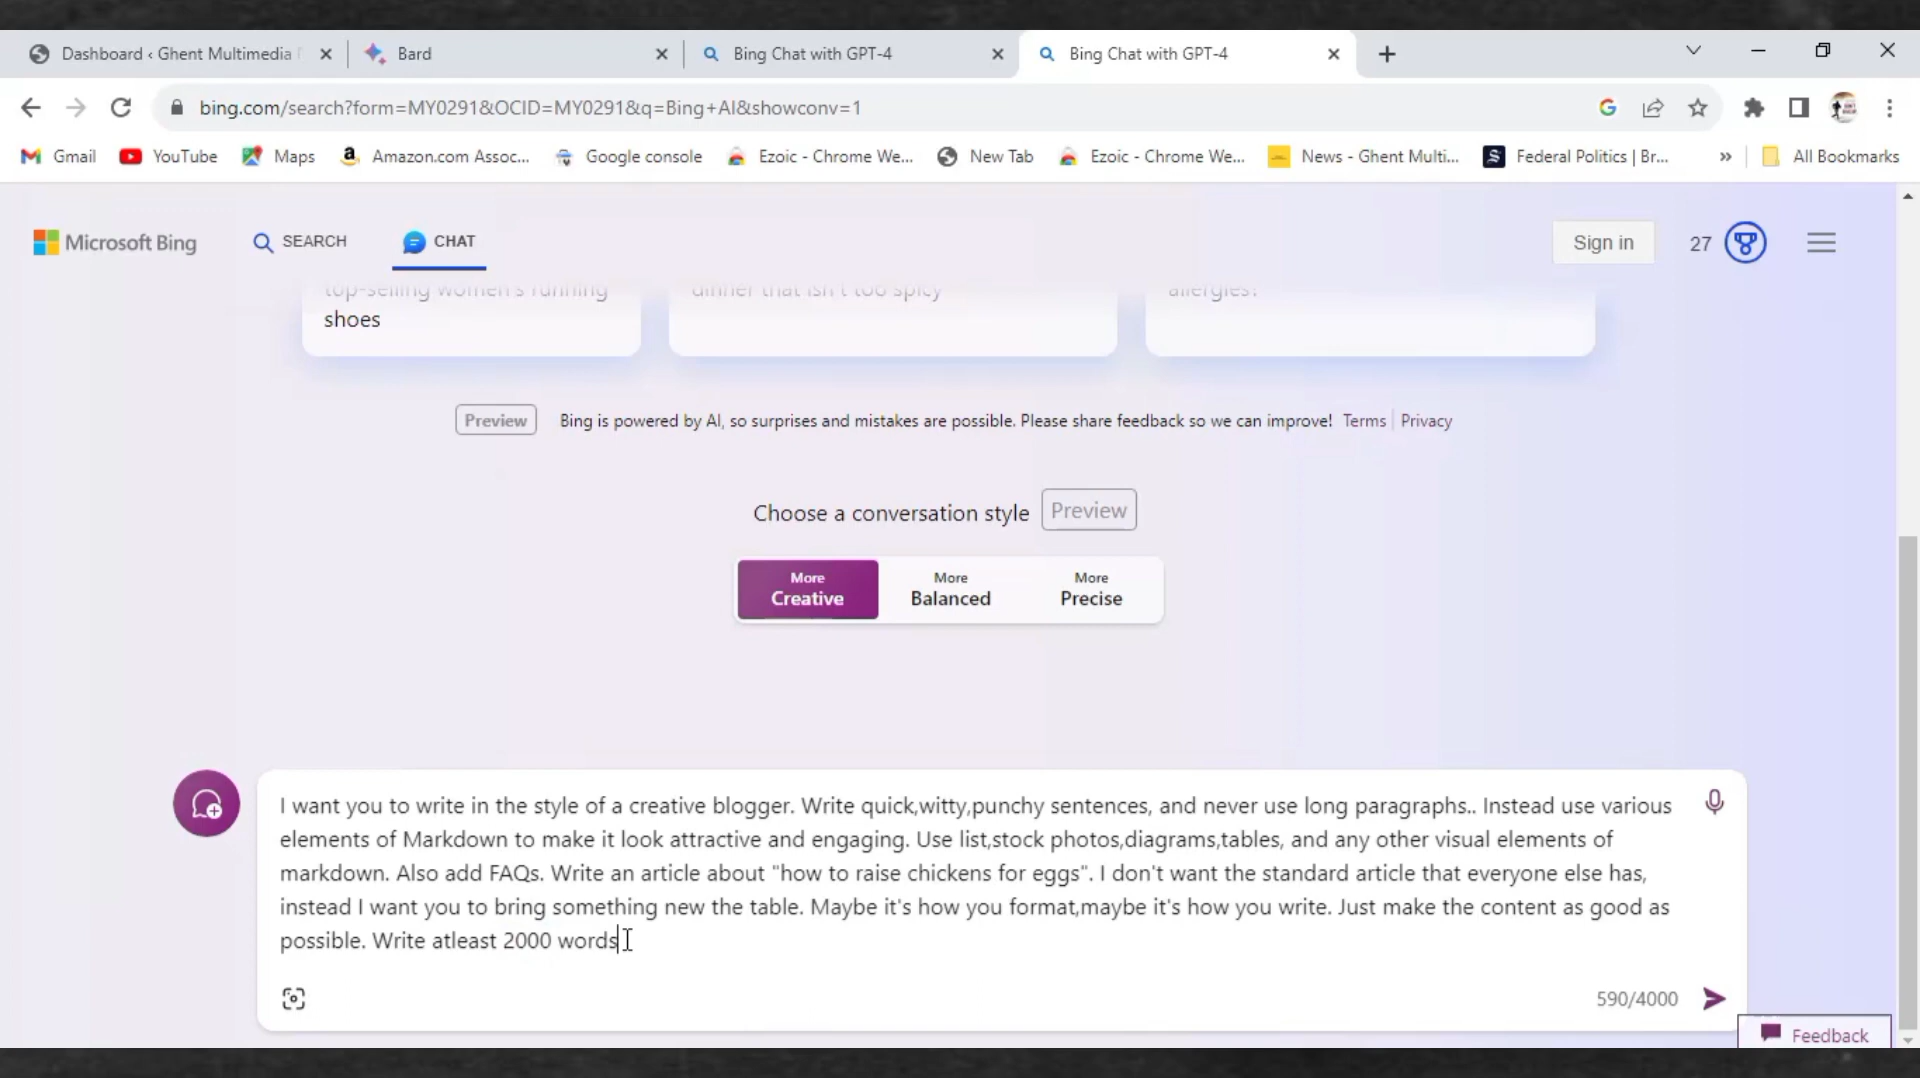 Dashboard ‹ Ghent Multimedia
Bard
Bing Chat with GPT-4
Bing Chat with GPT-4
bing.com/search?form=MY0291&OCID=MY0291&q=Bing+AI&showconv=1
Gmail
YouTube
Maps
Amazon.com Assoc...
Google console
Ezoic - Chrome We...
New Tab
Ezoic - Chrome We...
News - Ghent Multi...
Federal Politics | Br...
»
All Bookmarks
Microsoft Bing
SEARCH
CHAT
Sign in
27
top-selling women's running
shoes
dinner that isn't too spicy
allergies?
Preview
Bing is powered by AI, so surprises and mistakes are possible. Please share feedback so we can improve!
Terms
Privacy
Choose a conversation style
Preview
More
Creative
More
Balanced
More
Precise
I want you to write in the style of a creative blogger. Write quick,witty,punchy sentences, and never use long paragraphs.. Instead use various
elements of Markdown to make it look attractive and engaging. Use list,stock photos,diagrams,tables, and any other visual elements of
markdown. Also add FAQs. Write an article about "how to raise chickens for eggs". I don't want the standard article that everyone else has,
instead I want you to bring something new the table. Maybe it's how you format,maybe it's how you write. Just make the content as good as
possible. Write atleast 2000 words
590/4000
Feedback